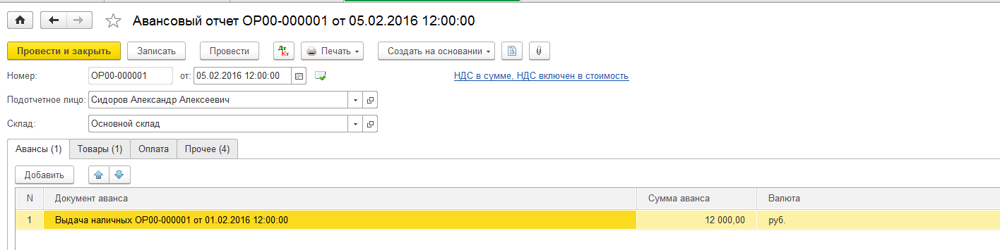 Авансовый отчет ОР00-000001 от 05.02.2016 12:00:00
Провести и закрыть Записать Провести Дт Кт Печать Создать на основании
Номер: ОР00-000001 от: 05.02.2016 12:00:00 НДС в сумме, НДС включен в стоимость
Подотчетное лицо: Сидоров Александр Алексеевич
Склад: Основной склад
Авансы (1) Товары (1) Оплата Прочее (4)
Добавить
N Документ аванса Сумма аванса Валюта
1 Выдача наличных ОР00-000001 от 01.02.2016 12:00:00 12 000,00 руб.